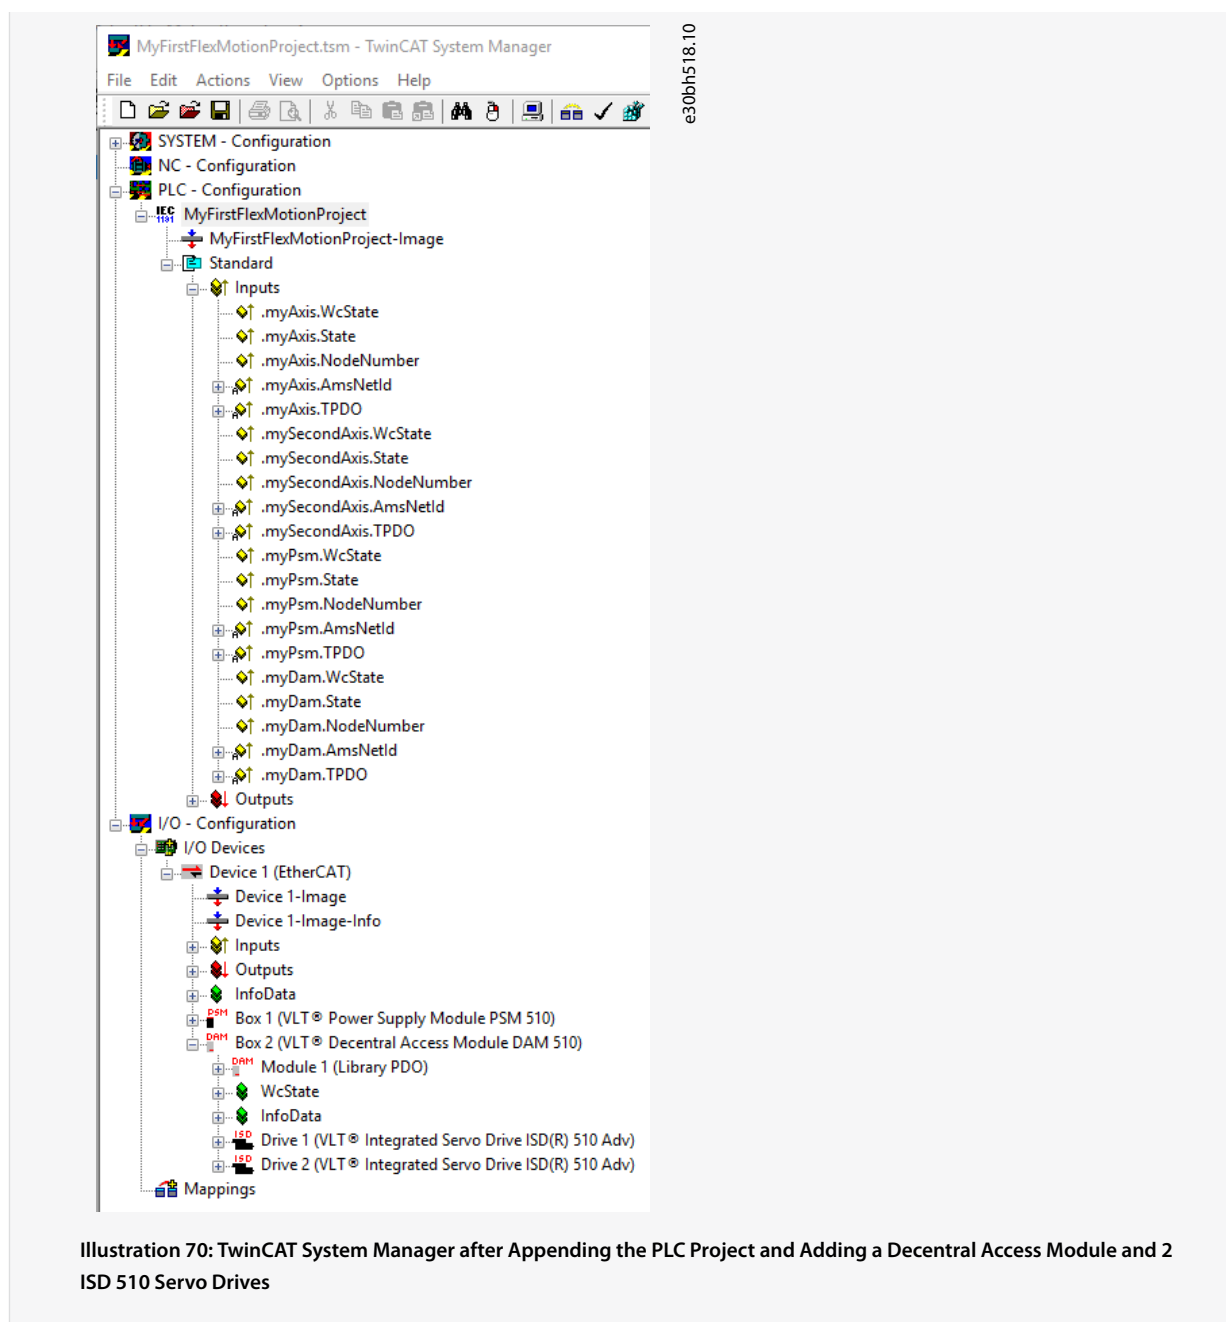 MyFirstFlexMotionProject.tsm - TwinCAT System Manager
e30bh518.10
File Edit Actions View Options Help
SYSTEM - Configuration
NC - Configuration
PLC - Configuration
IEC 1131 MyFirstFlexMotionProject
MyFirstFlexMotionProject-Image
Standard
Inputs
.myAxis.WcState
.myAxis.State
.myAxis.NodeNumber
.myAxis.AmsNetId
.myAxis.TPDO
.mySecondAxis.WcState
.mySecondAxis.State
.mySecondAxis.NodeNumber
.mySecondAxis.AmsNetId
.mySecondAxis.TPDO
.myPsm.WcState
.myPsm.State
.myPsm.NodeNumber
.myPsm.AmsNetId
.myPsm.TPDO
.myDam.WcState
.myDam.State
.myDam.NodeNumber
.myDam.AmsNetId
.myDam.TPDO
Outputs
I/O - Configuration
I/O Devices
Device 1 (EtherCAT)
Device 1-Image
Device 1-Image-Info
Inputs
Outputs
InfoData
PSM Box 1 (VLT® Power Supply Module PSM 510)
DAM Box 2 (VLT® Decentral Access Module DAM 510)
DAM Module 1 (Library PDO)
WcState
InfoData
ISD Drive 1 (VLT® Integrated Servo Drive ISD(R) 510 Adv)
ISD Drive 2 (VLT® Integrated Servo Drive ISD(R) 510 Adv)
Mappings
Illustration 70: TwinCAT System Manager after Appending the PLC Project and Adding a Decentral Access Module and 2
ISD 510 Servo Drives